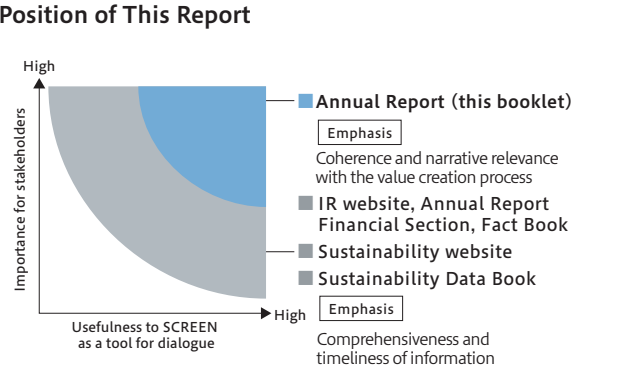 Position of This Report
High
Importance for stakeholders
Annual Report (this booklet)
Emphasis
Coherence and narrative relevance
with the value creation process
IR website, Annual Report
Financial Section, Fact Book
Sustainability website
Sustainability Data Book
Emphasis
Comprehensiveness and
timeliness of information
High
Usefulness to SCREEN
as a tool for dialogue